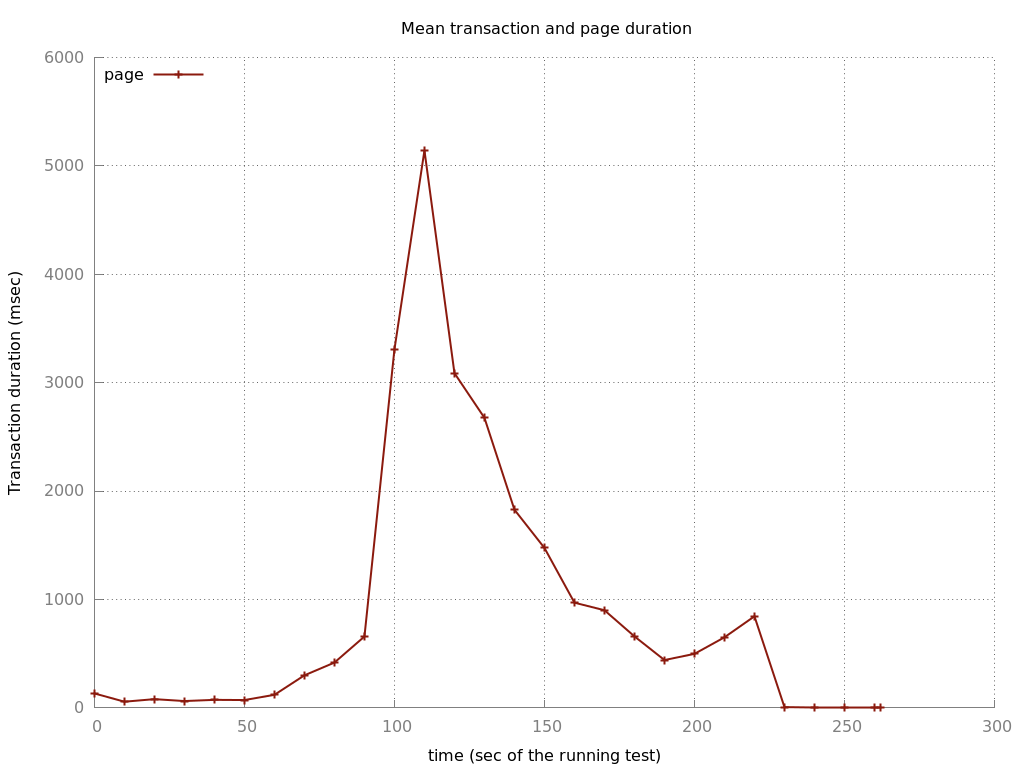 Mean transaction and page duration
6000
page
5000
4000
3000
2000
1000
0
Transaction duration (msec)
0 50 100 150 200 250 300
time (sec of the running test)